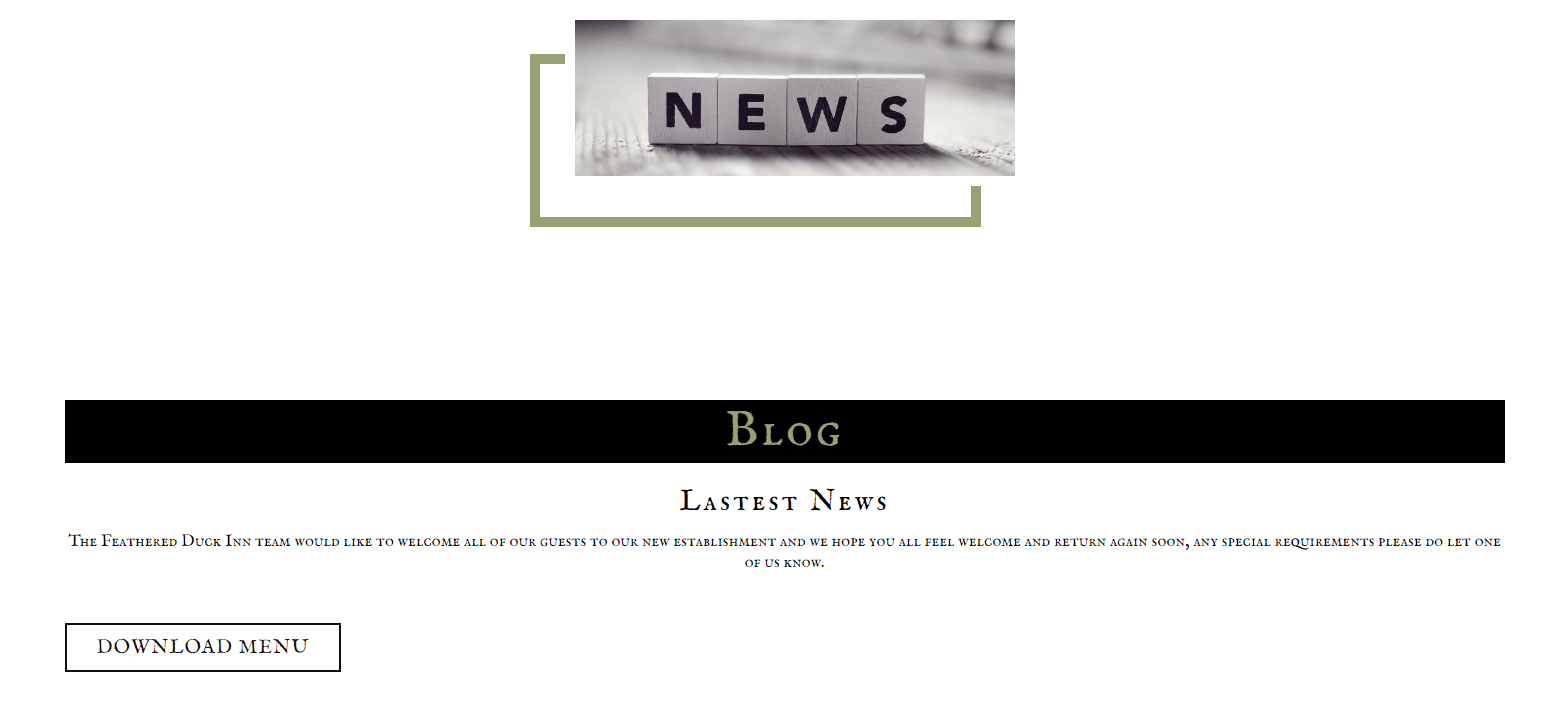 NEWS
Blog
Lastest News
The Feathered Duck Inn team would like to welcome all of our guests to our new establishment and we hope you all feel welcome and return again soon, any special requirements please do let one
of us know.
DOWNLOAD MENU